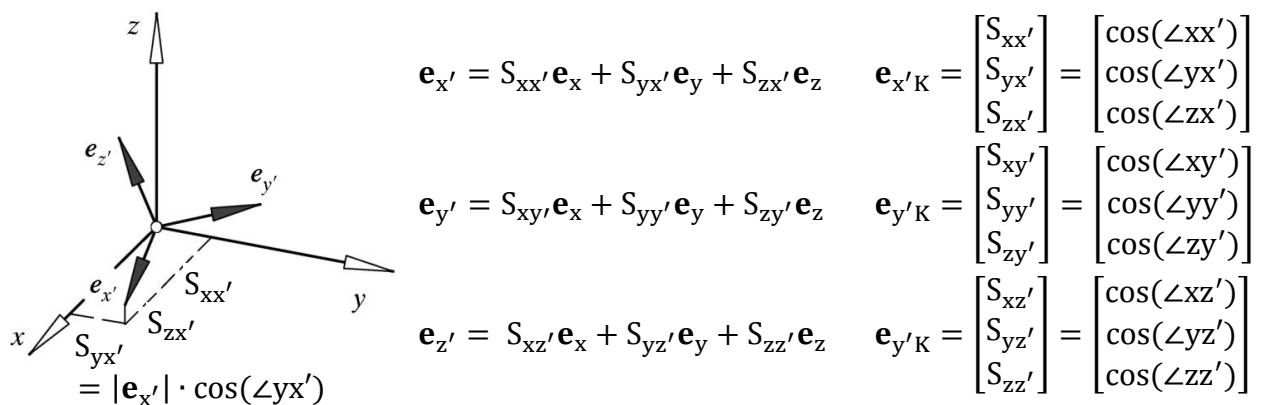 z
e_z′
e_y′
e_x′
S_xx′
x
y
S_zx′
S_yx′
= |e_x′| · cos(∠yx′)
e_x′ = S_xx′e_x + S_yx′e_y + S_zx′e_z   e_x′K = [S_xx′ S_yx′ S_zx′] = [cos(∠xx′) cos(∠yx′) cos(∠zx′)]
e_y′ = S_xy′e_x + S_yy′e_y + S_zy′e_z   e_y′K = [S_xy′ S_yy′ S_zy′] = [cos(∠xy′) cos(∠yy′) cos(∠zy′)]
e_z′ = S_xz′e_x + S_yz′e_y + S_zz′e_z   e_y′K = [S_xz′ S_yz′ S_zz′] = [cos(∠xz′) cos(∠yz′) cos(∠zz′)]